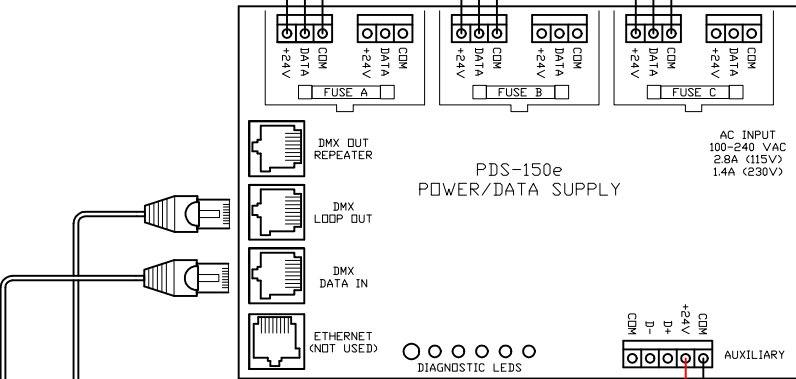 +24V DATA COM +24V DATA COM
FUSE A
+24V DATA COM +24V DATA COM
FUSE B
+24V DATA COM +24V DATA COM
FUSE C
DMX OUT
REPEATER
AC INPUT
100-240 VAC
2.8A (115V)
1.4A (230V)
PDS-150e
POWER/DATA SUPPLY
DMX
LOOP OUT
DMX
DATA IN
ETHERNET
(NOT USED)
DIAGNOSTIC LEDS
COM D- D+ +24V COM
AUXILIARY